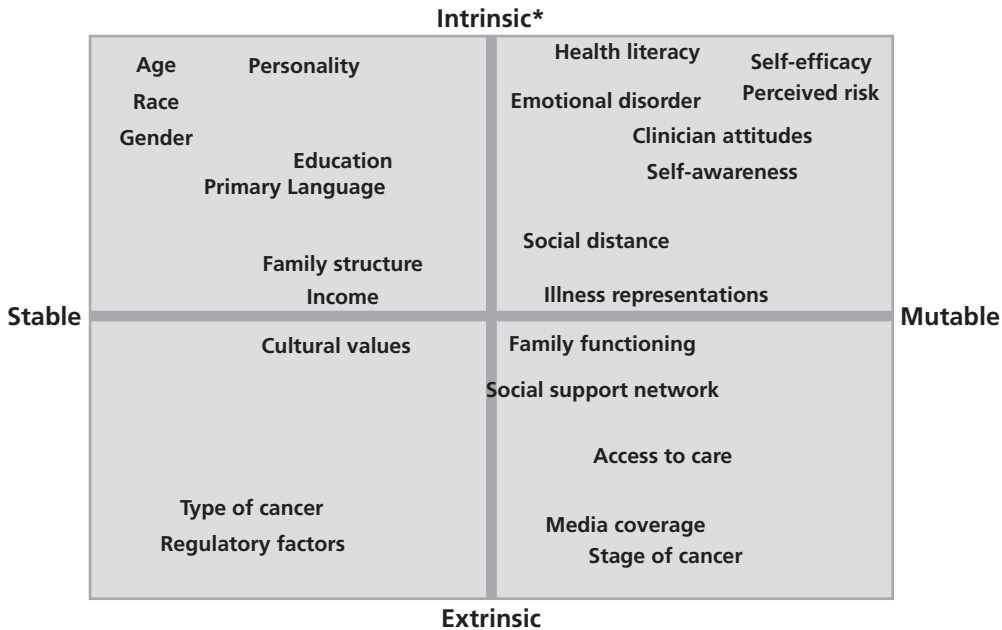 Intrinsic*
Age
Personality
Race
Gender
Education
Primary Language
Family structure
Income
Health literacy
Self-efficacy
Emotional disorder
Perceived risk
Clinician attitudes
Self-awareness
Social distance
Illness representations
Stable
Mutable
Cultural values
Type of cancer
Regulatory factors
Family functioning
Social support network
Access to care
Media coverage
Stage of cancer
Extrinsic